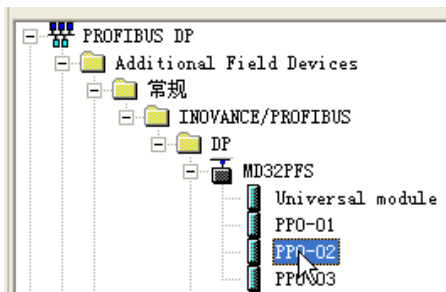 PROFIBUS DP
Additional Field Devices
常规
INOVANCE/PROFIBUS
DP
MD32PFS
Universal module
PPO-01
PPO-02
PPO-03